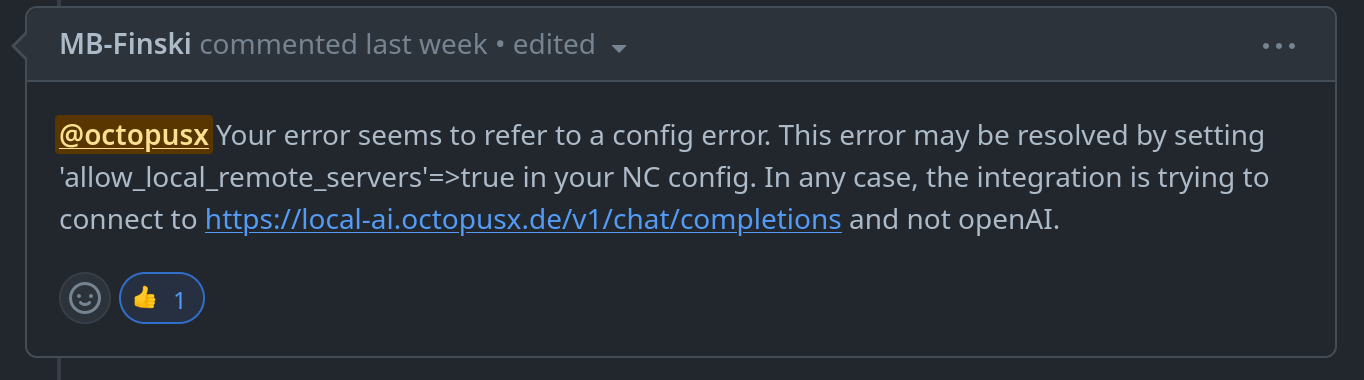 MB-Finski commented last week • edited
@octopusx Your error seems to refer to a config error. This error may be resolved by setting
'allow_local_remote_servers'=>true in your NC config. In any case, the integration is trying to
connect to https://local-ai.octopusx.de/v1/chat/completions and not openAI.
1